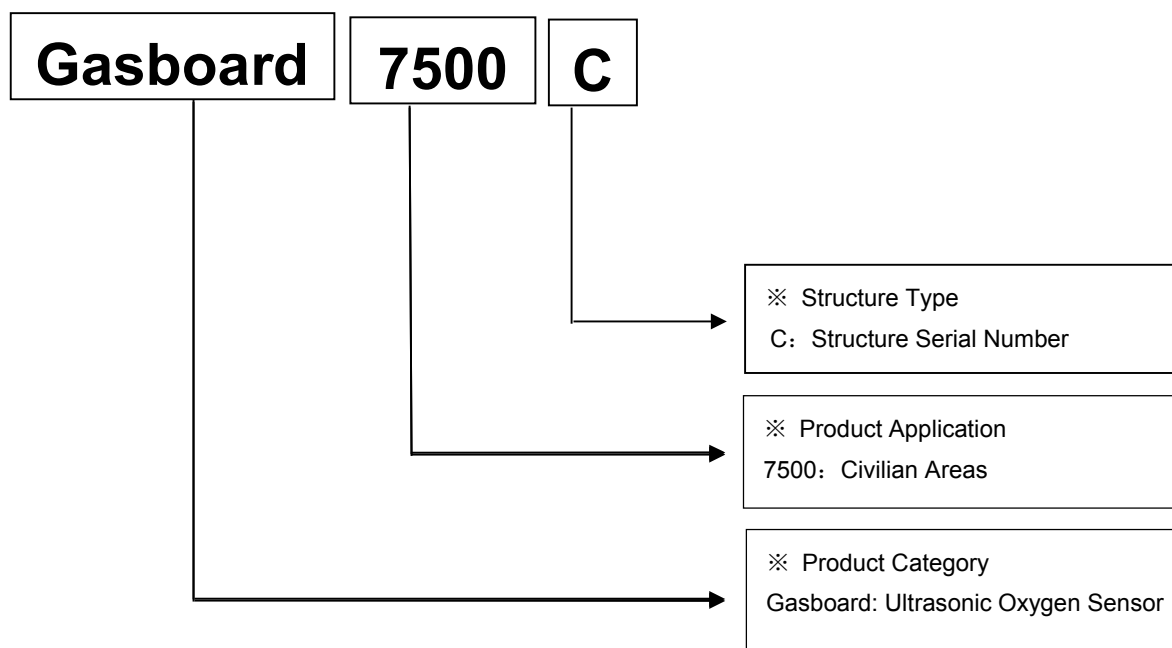 Gasboard 7500 C
※ Structure Type
C：Structure Serial Number
※ Product Application
7500：Civilian Areas
※ Product Category
Gasboard: Ultrasonic Oxygen Sensor